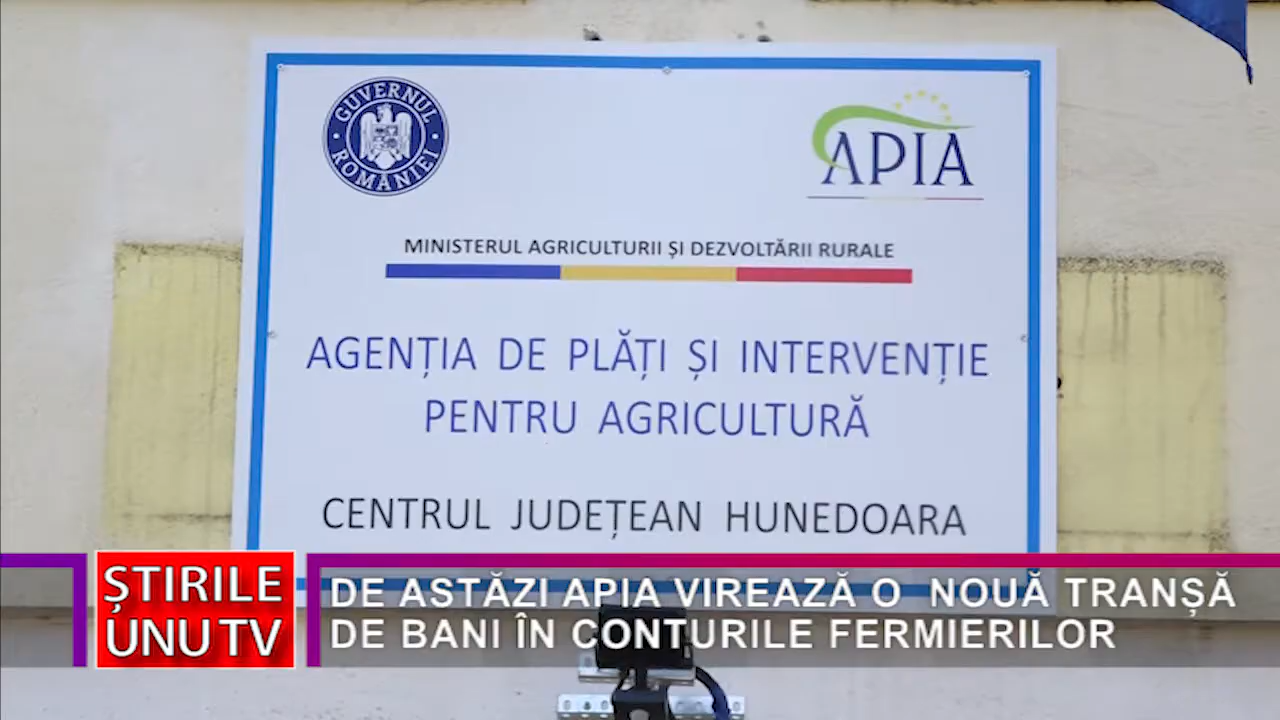 GUVERNUL ROMÂNIEI
APIA
MINISTERUL AGRICULTURII ȘI DEZVOLTĂRII RURALE
AGENȚIA DE PLĂȚI ȘI INTERVENȚIE
PENTRU AGRICULTURĂ
CENTRUL JUDEȚEAN HUNEDOARA
ȘTIRILE
UNU TV
DE ASTĂZI APIA VIREAZĂ O NOUĂ TRANȘĂ
DE BANI ÎN CONTURILE FERMIERILOR